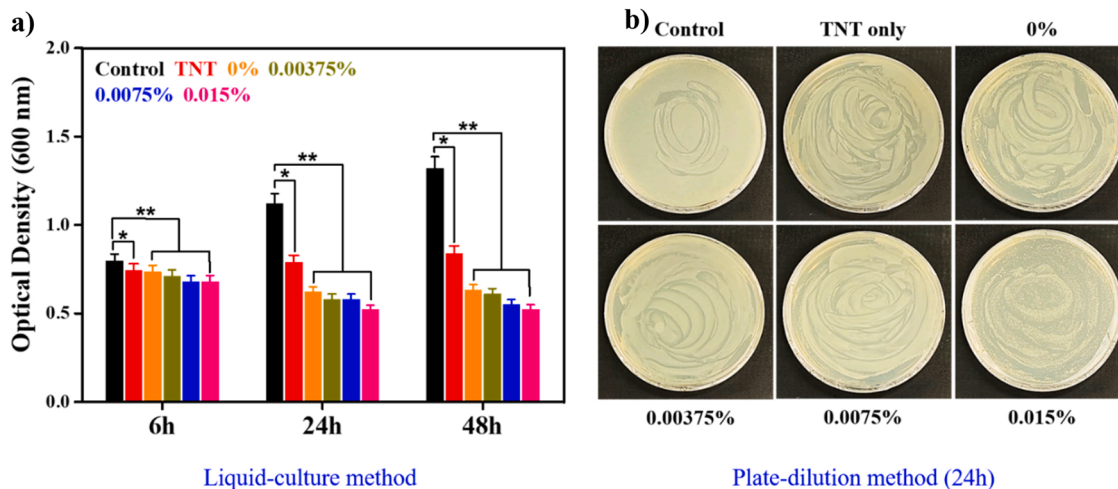 a)
Optical Density (600 nm)
2.0
1.5
1.0
0.5
0.0
Control TNT 0% 0.00375%
0.0075% 0.015%
**
*
**
*
**
*
6h 24h 48h
Liquid-culture method
b)
Control TNT only 0%
0.00375% 0.0075% 0.015%
Plate-dilution method (24h)